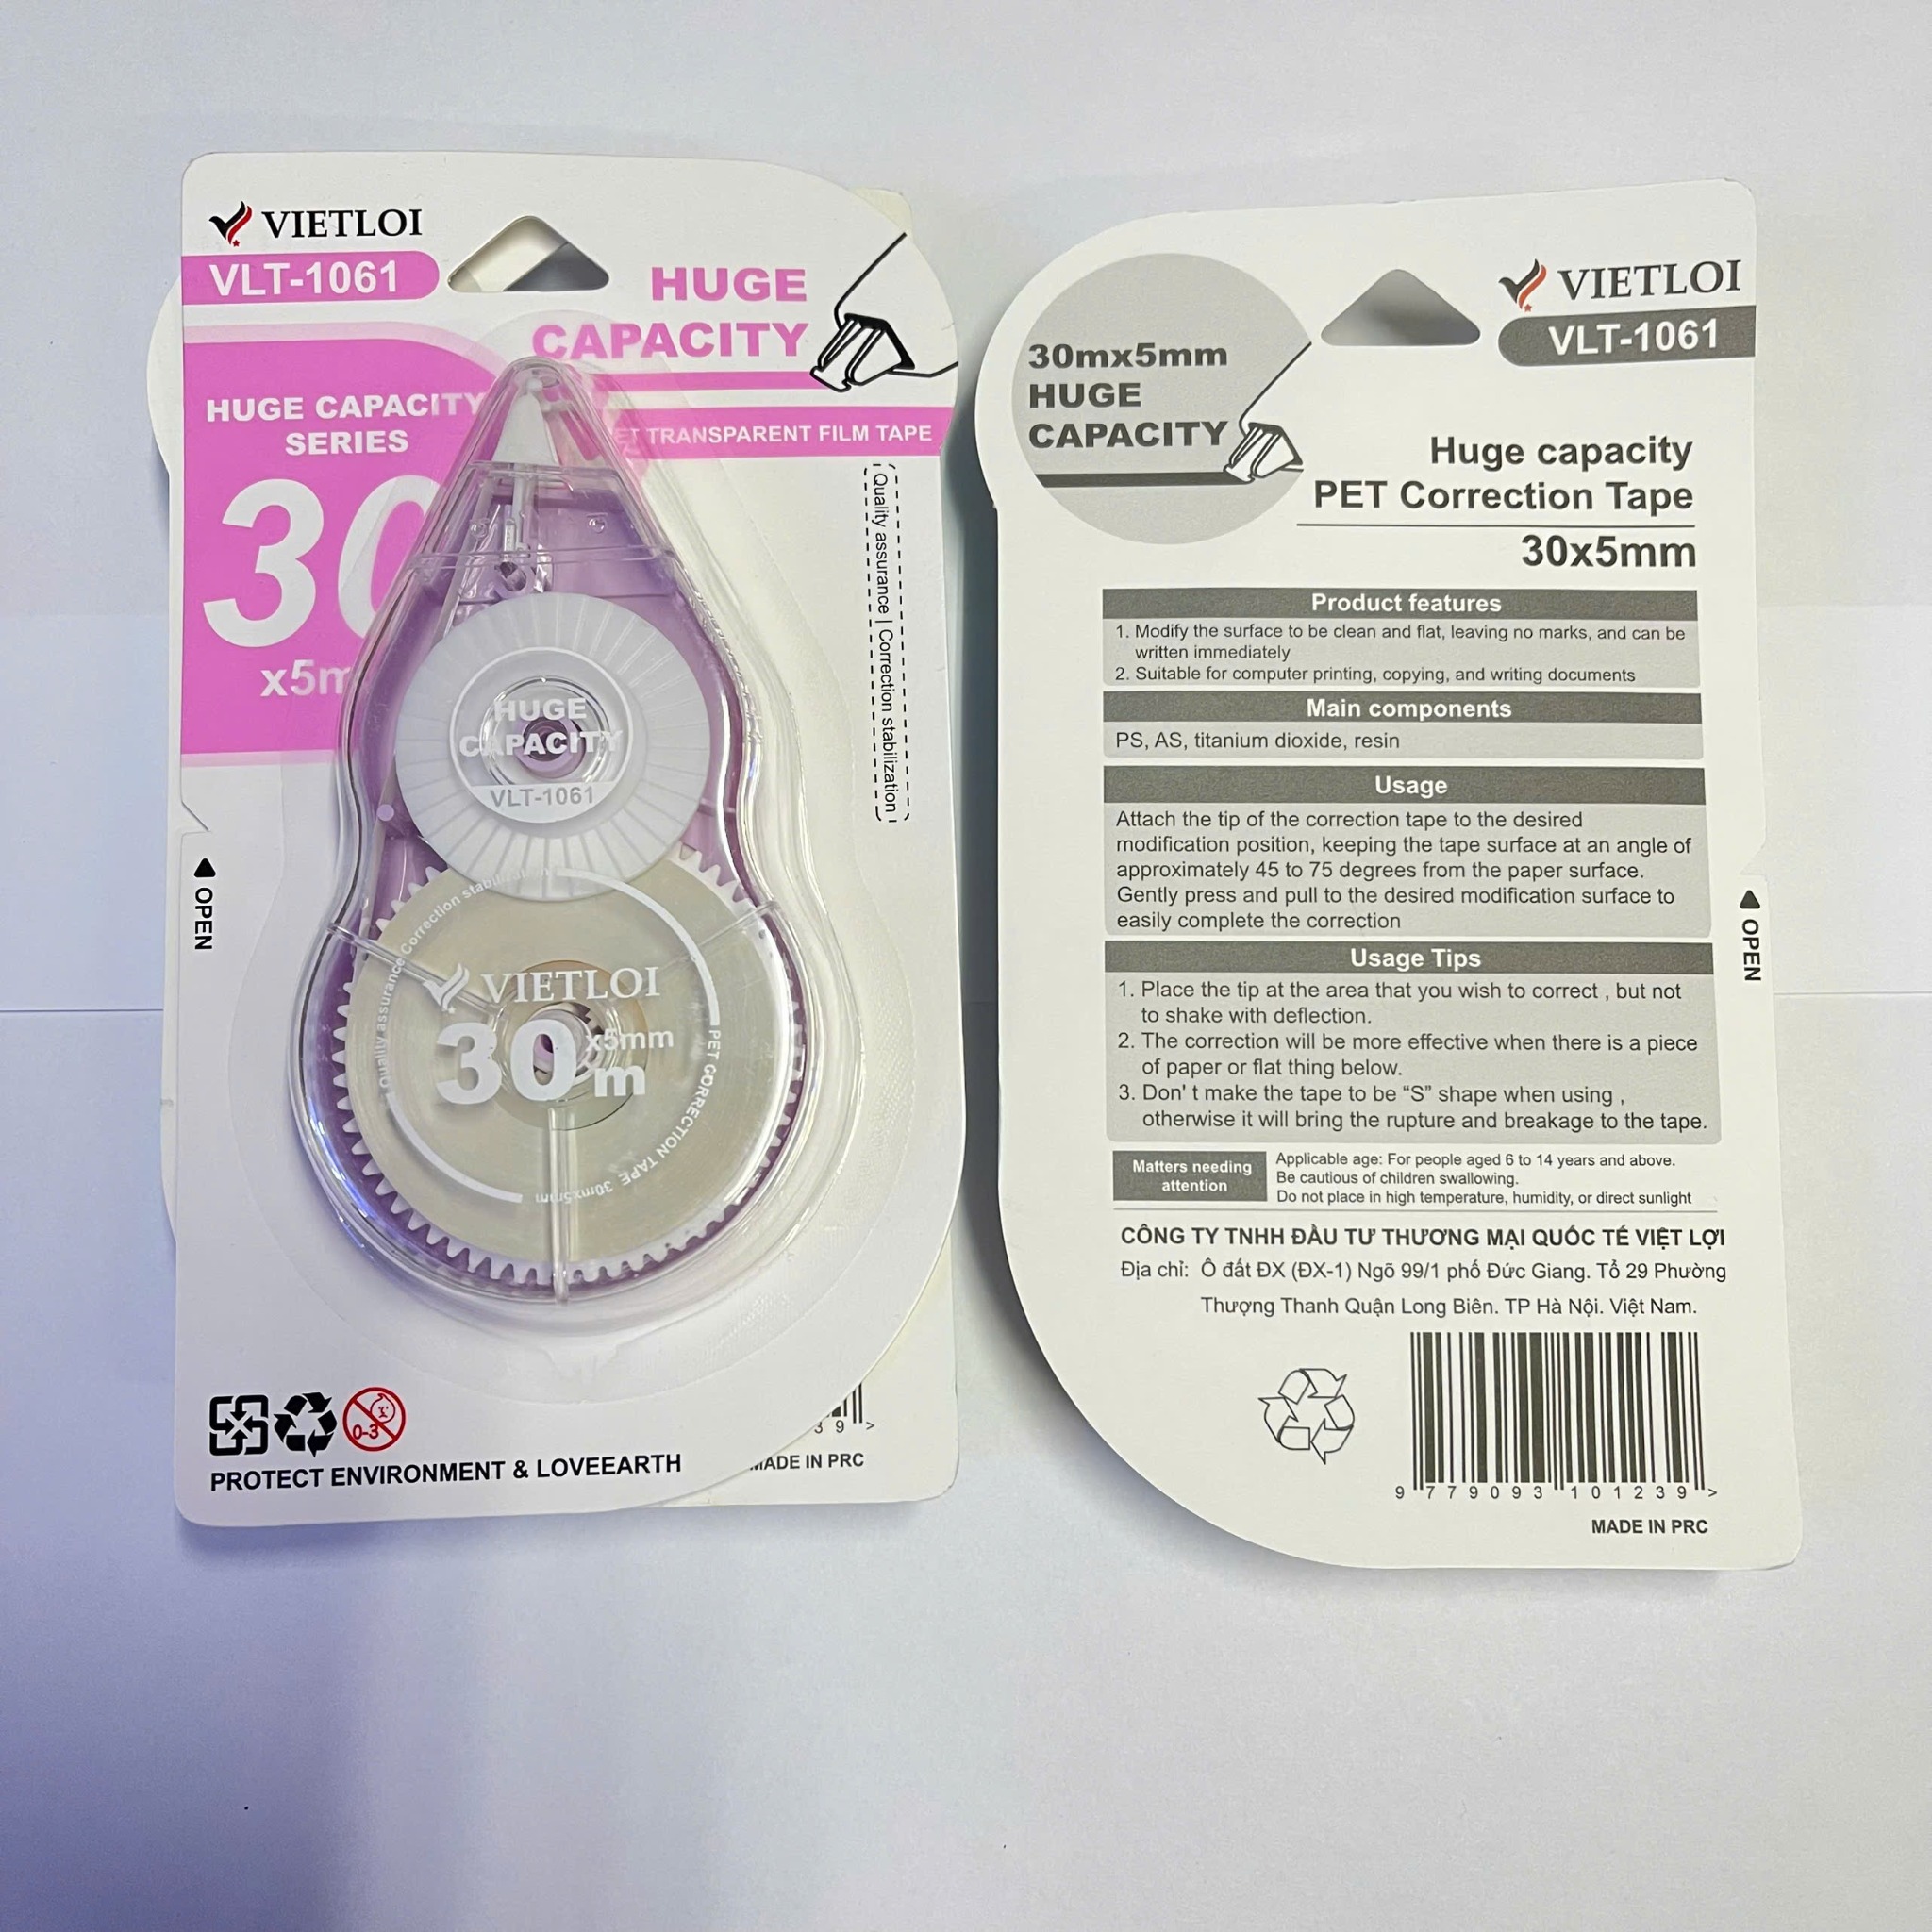 VIETLOI
VLT-1061
HUGE
CAPACITY
HUGE CAPACITY
SERIES
TRANSPARENT FILM TAPE
30
Quality assurance | Correction stabilization
HUGE
CAPACITY
VLT-1061
OPEN
Quality assurance Correction
VIETLOI
30 x5mm
m
PET CORRECTION TAPE 30mx5mm
0-3
PROTECT ENVIRONMENT & LOVEEARTH
3 9 >
MADE IN PRC
30mx5mm
HUGE
CAPACITY
VIETLOI
VLT-1061
Huge capacity
PET Correction Tape
30x5mm
Product features
1. Modify the surface to be clean and flat, leaving no marks, and can be
written immediately
2. Suitable for computer printing, copying, and writing documents
Main components
PS, AS, titanium dioxide, resin
Usage
Attach the tip of the correction tape to the desired
modification position, keeping the tape surface at an angle of
approximately 45 to 75 degrees from the paper surface.
Gently press and pull to the desired modification surface to
easily complete the correction
Usage Tips
1. Place the tip at the area that you wish to correct , but not
to shake with deflection.
2. The correction will be more effective when there is a piece
of paper or flat thing below.
3. Don' t make the tape to be “S” shape when using ,
otherwise it will bring the rupture and breakage to the tape.
OPEN
Matters needing
attention
Applicable age: For people aged 6 to 14 years and above.
Be cautious of children swallowing.
Do not place in high temperature, humidity, or direct sunlight
CÔNG TY TNHH ĐẦU TƯ THƯƠNG MẠI QUỐC TẾ VIỆT LỢI
Địa chỉ: Ô đất ĐX (ĐX-1) Ngõ 99/1 phố Đức Giang. Tổ 29 Phường
Thượng Thanh Quận Long Biên. TP Hà Nội. Việt Nam.
9 779093 101239 >
MADE IN PRC